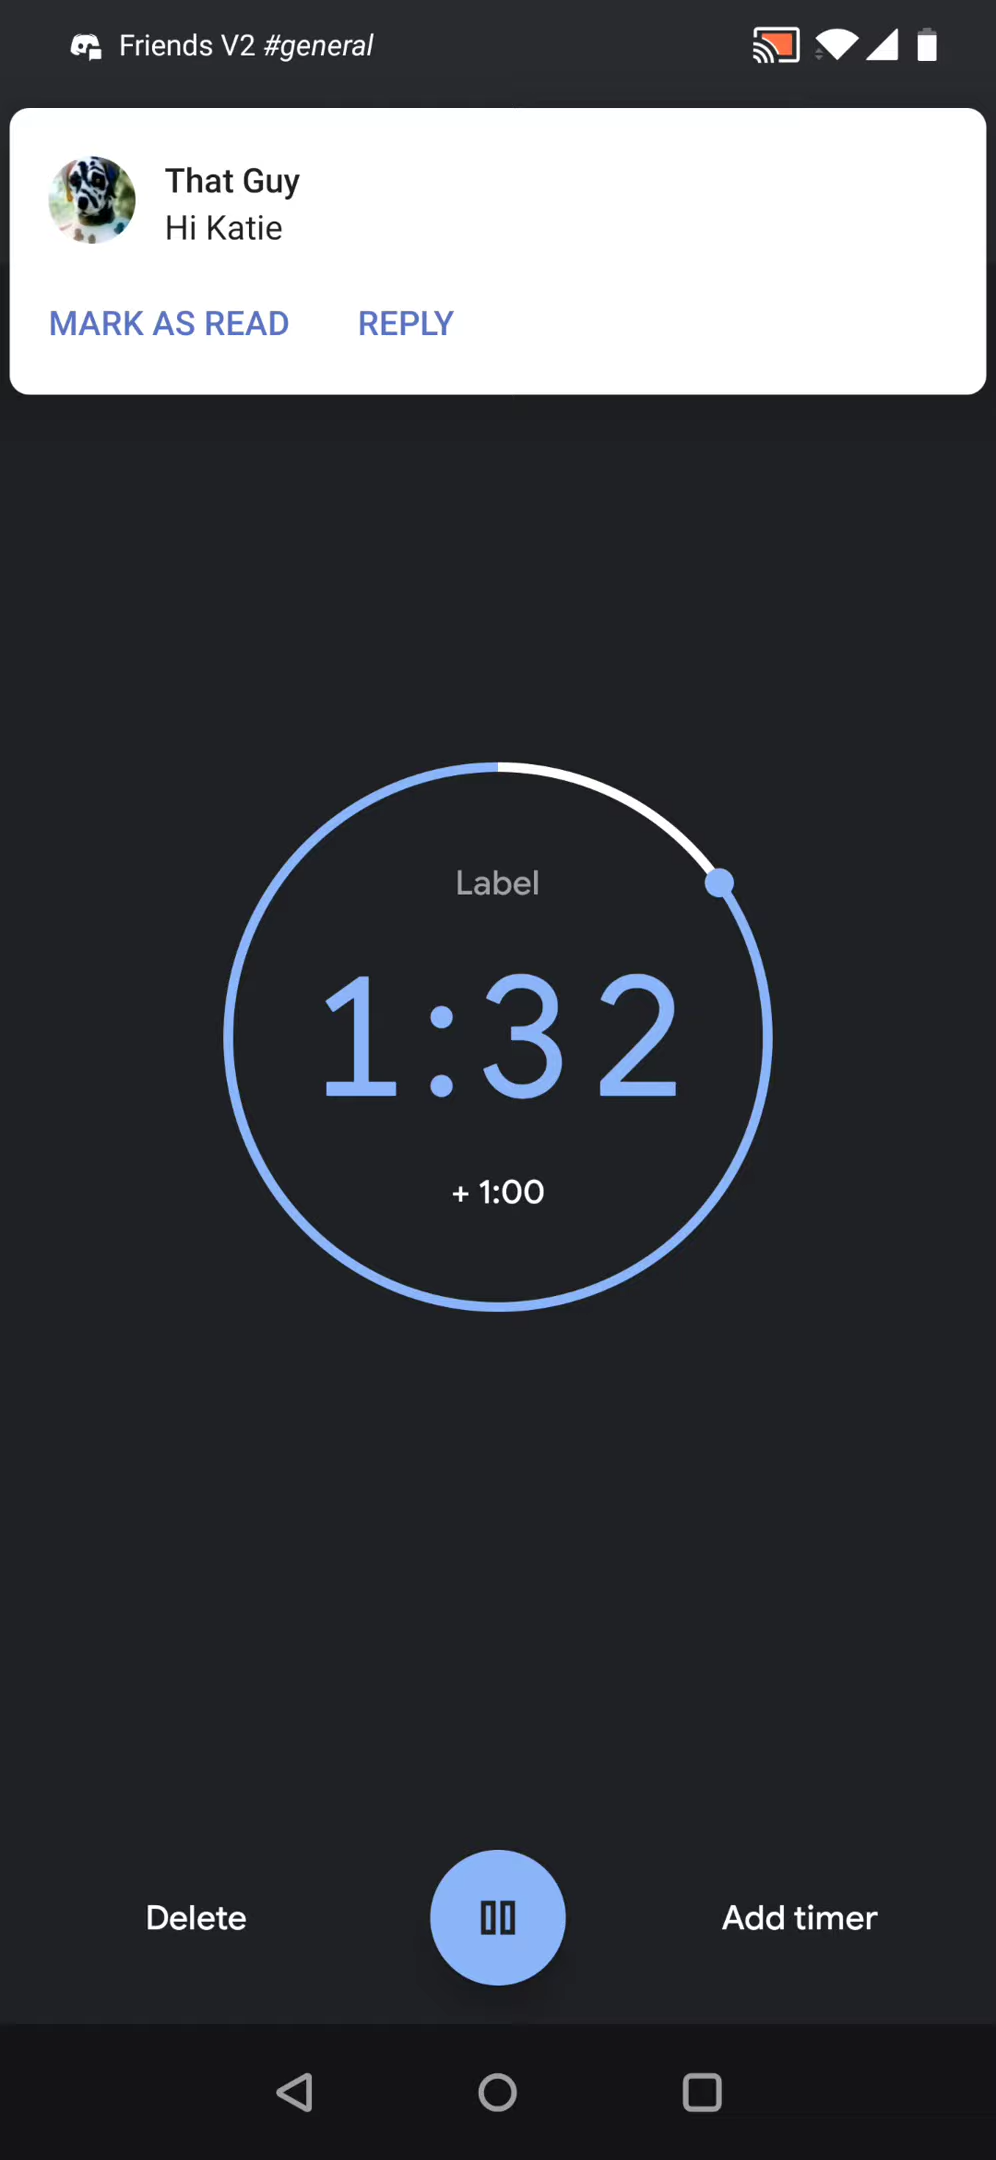 Friends V2 #general
That Guy
Hi Katie
MARK AS READ REPLY
Label
1:32
+ 1:00
Delete Add timer